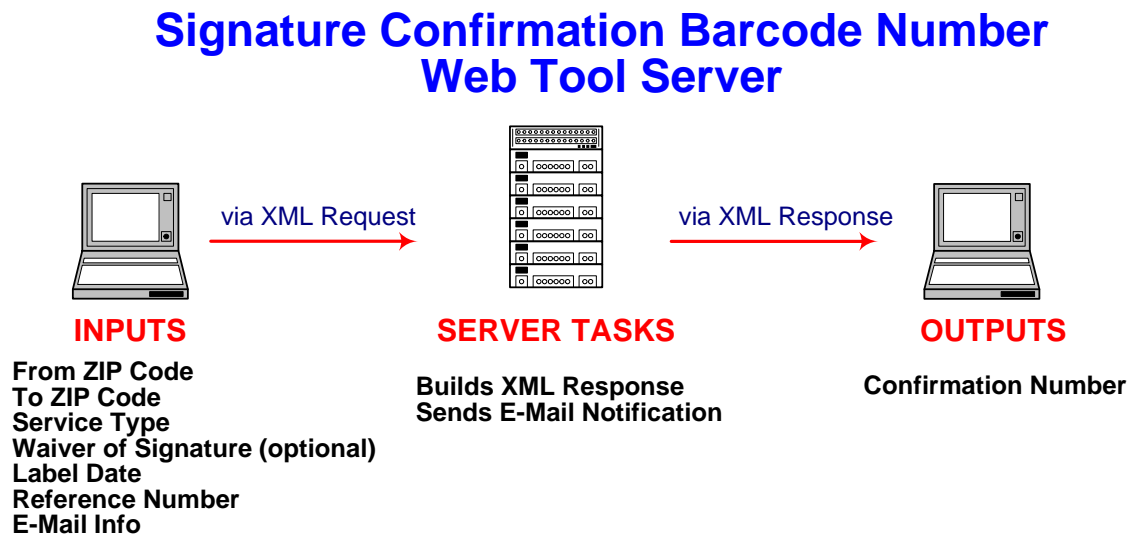 Signature Confirmation Barcode Number
Web Tool Server
via XML Request
via XML Response
INPUTS
From ZIP Code
To ZIP Code
Service Type
Waiver of Signature (optional)
Label Date
Reference Number
E-Mail Info
SERVER TASKS
Builds XML Response
Sends E-Mail Notification
OUTPUTS
Confirmation Number